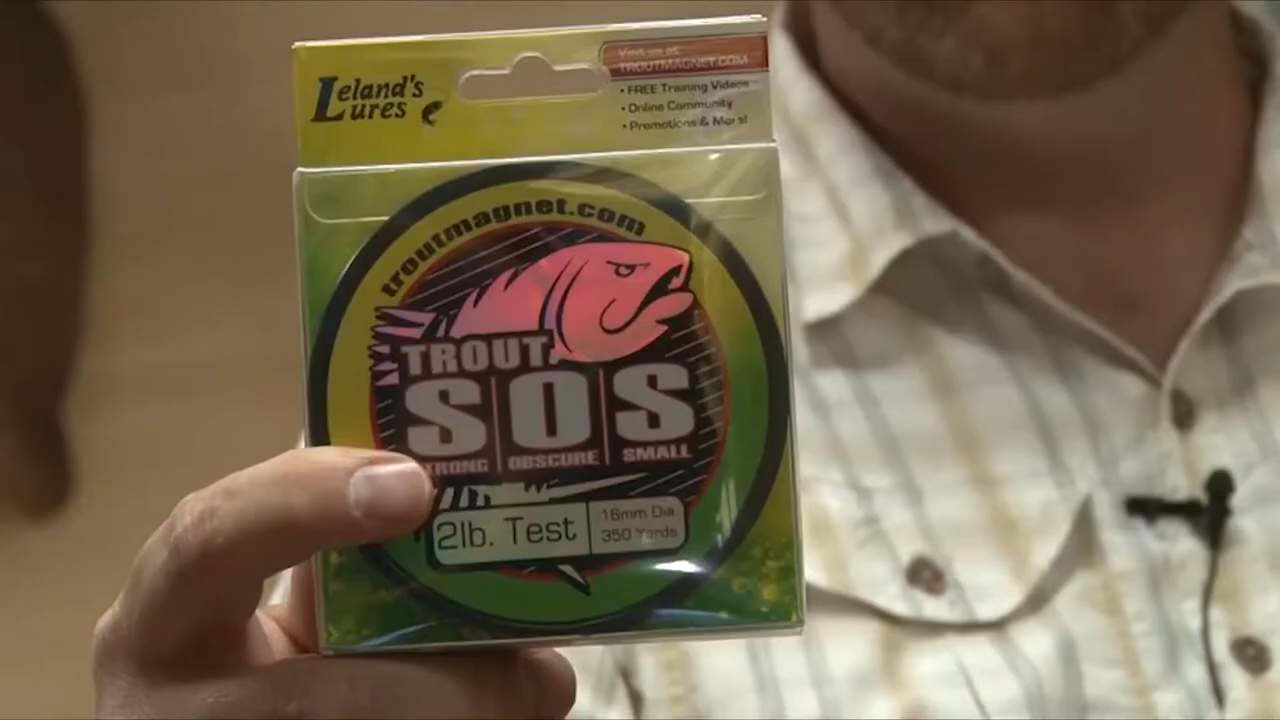 Leland's
Lures
Visit us at:
TROUTMAGNET.COM
• FREE Training Videos
• Online Community
• Promotions & More!
troutmagnet.com
TROUT
S|O|S
TRONG | OBSCURE | SMALL
2lb. Test
16mm Dia
350 Yards